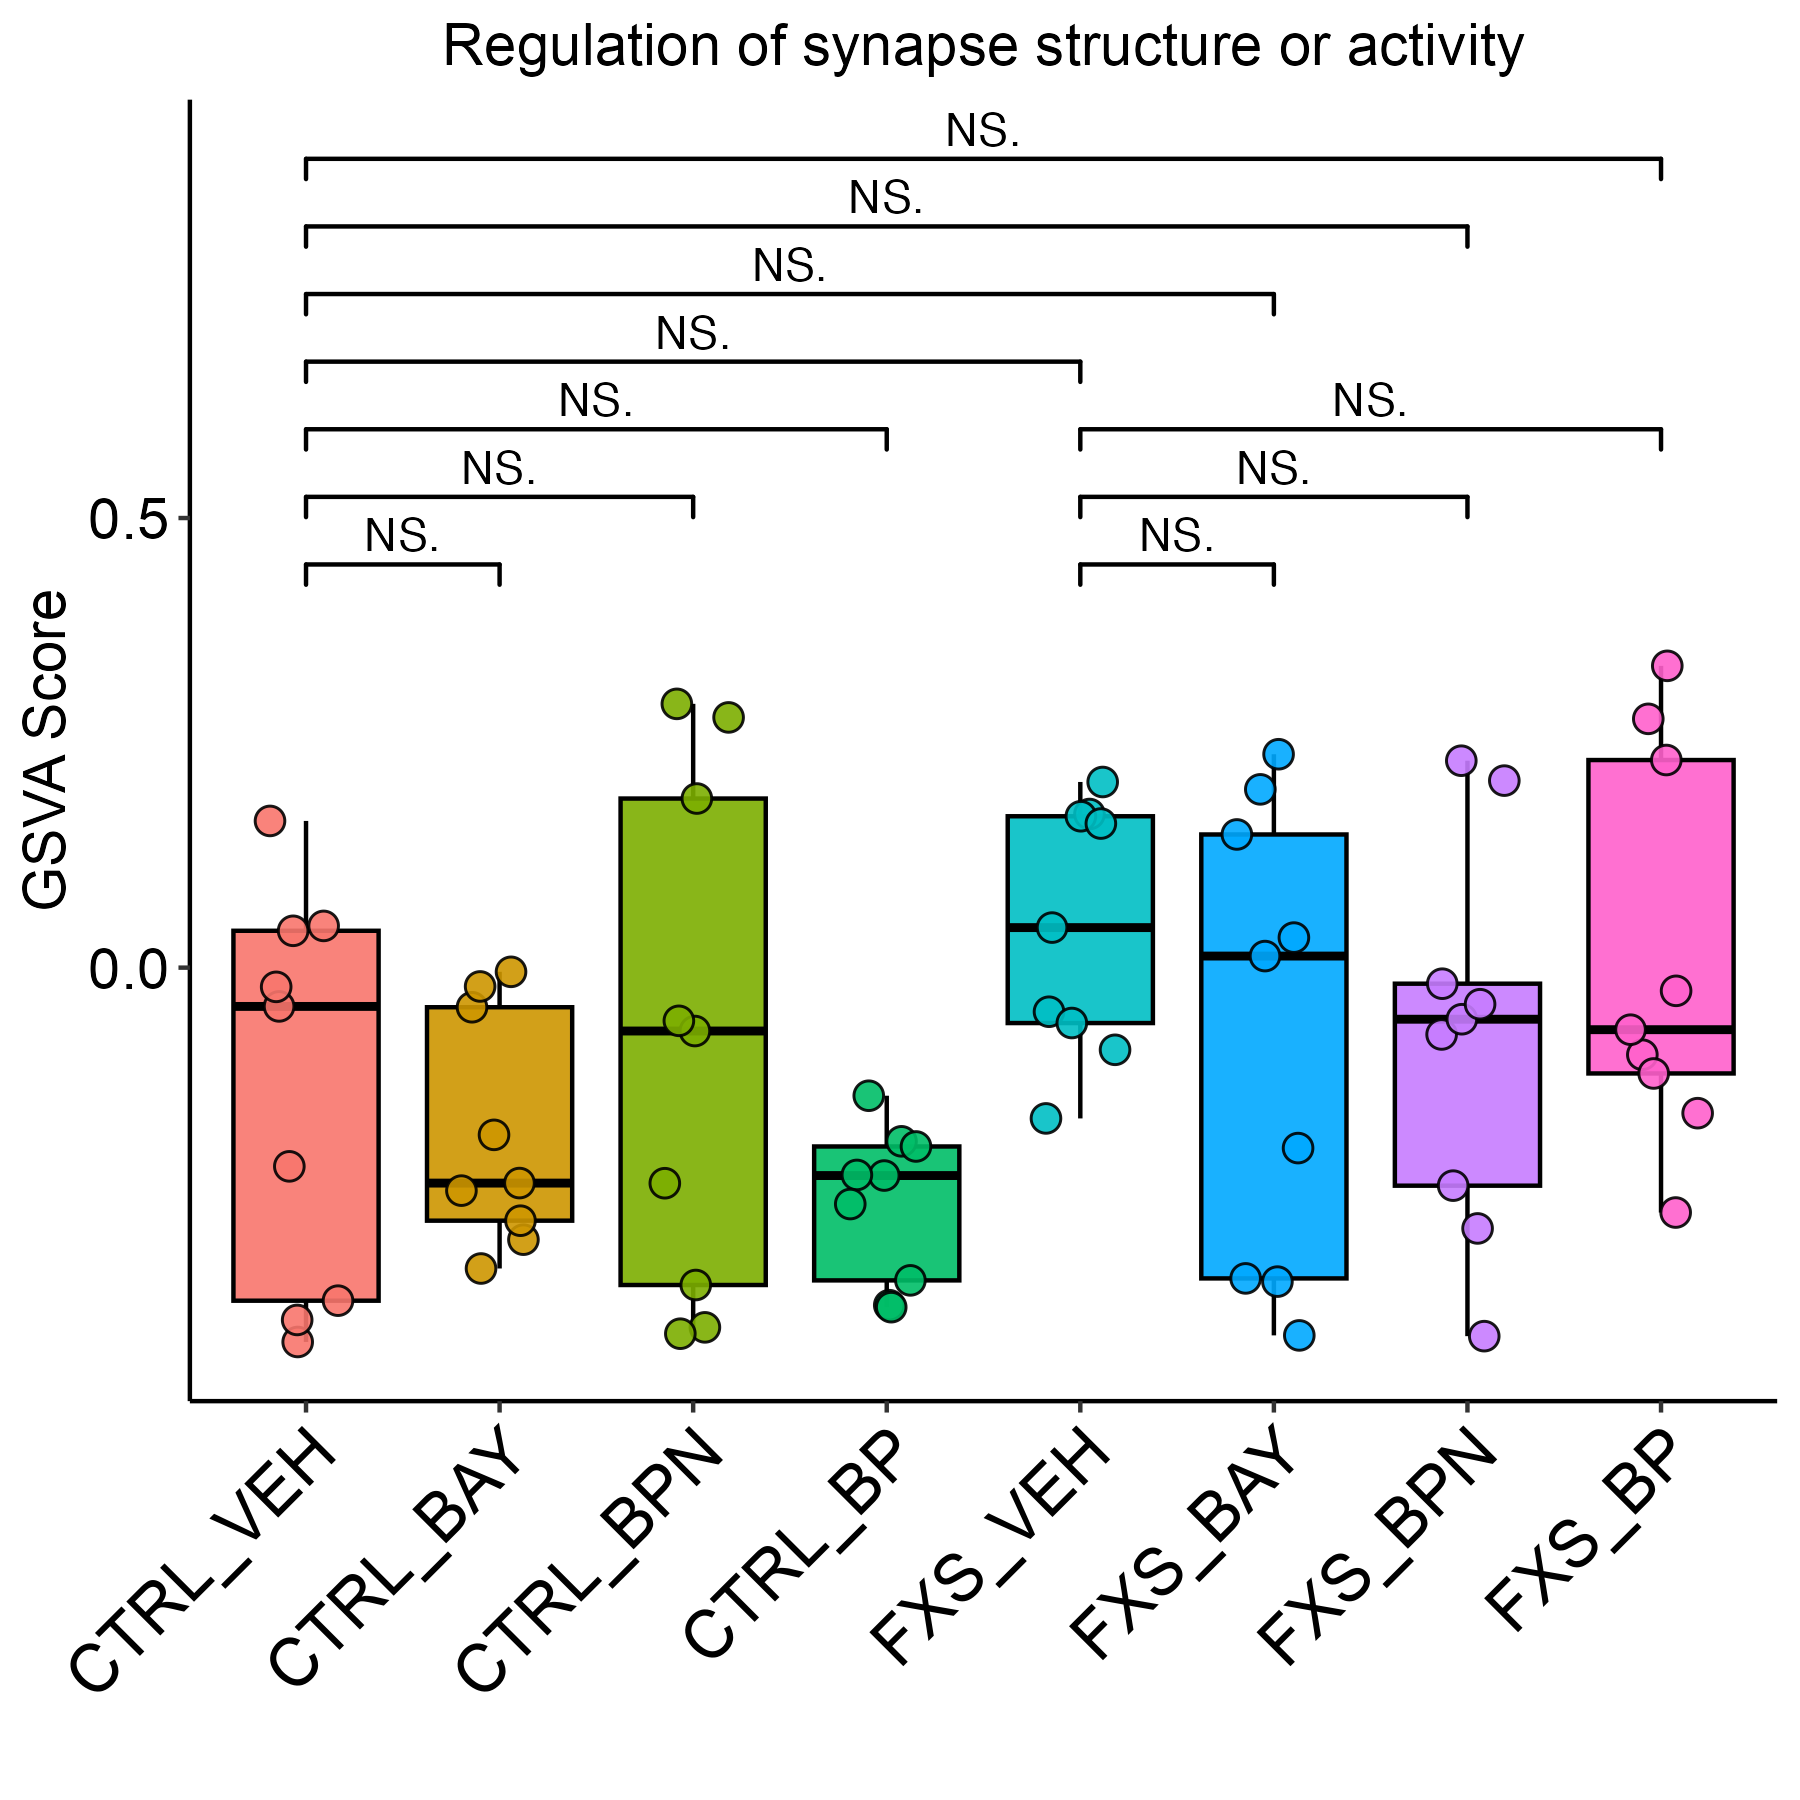 Regulation of synapse structure or activity
NS.
NS.
NS.
NS.
NS.
NS.
NS.
NS.
NS.
NS.
0.5
0.0
GSVA Score
CTRL_VEH
CTRL_BAY
CTRL_BPN
CTRL_BP
FXS_VEH
FXS_BAY
FXS_BPN
FXS_BP